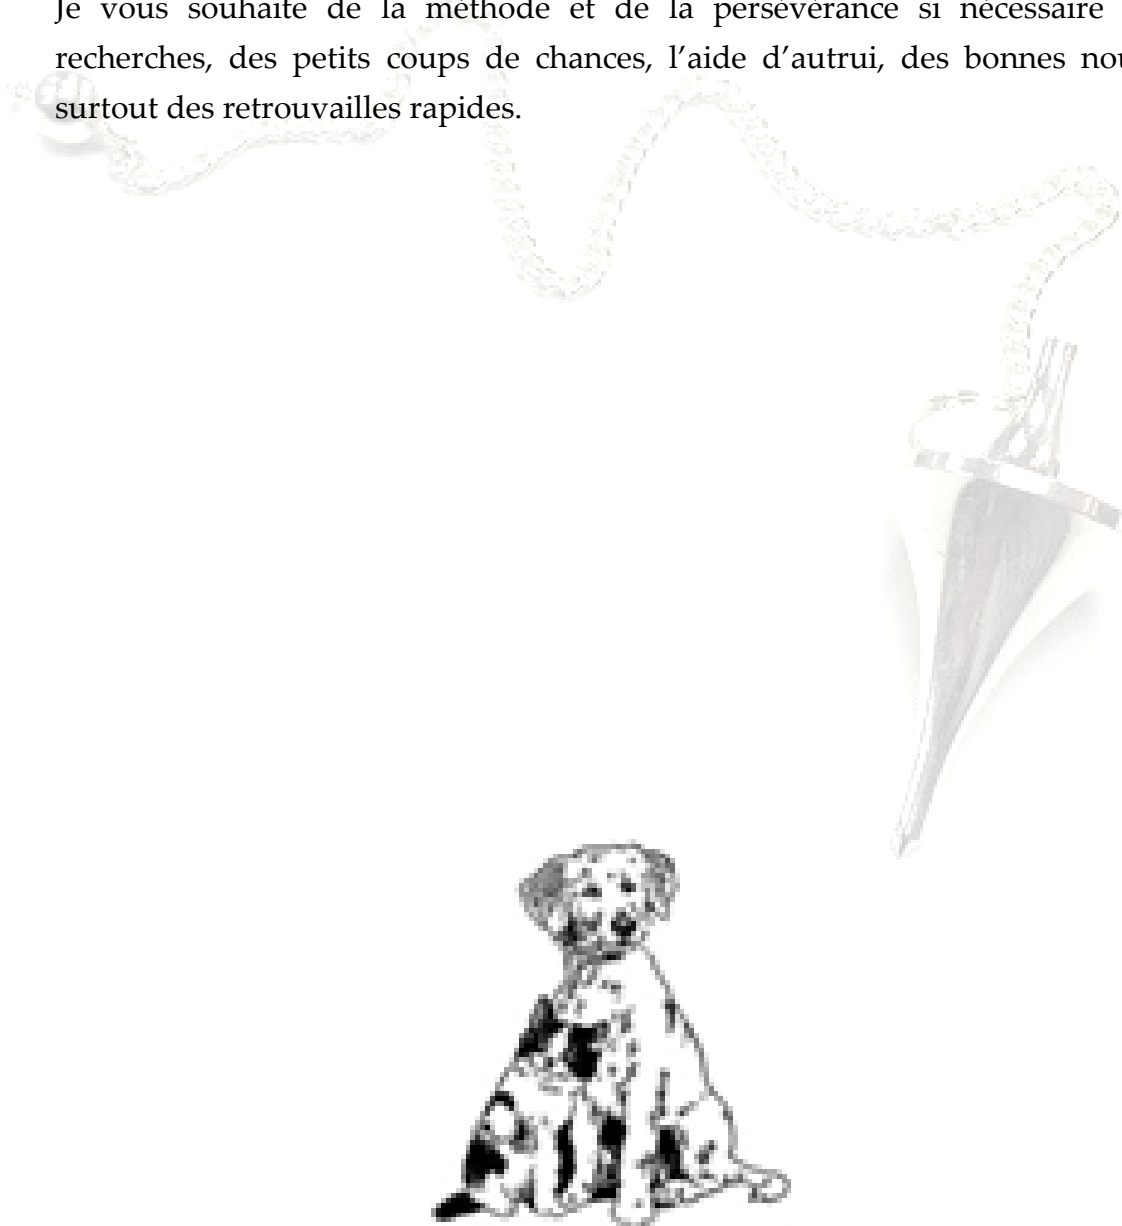 Je vous souhaite de la méthode et de la persévérance si nécessaire
recherches, des petits coups de chances, l’aide d’autrui, des bonnes nou
surtout des retrouvailles rapides.